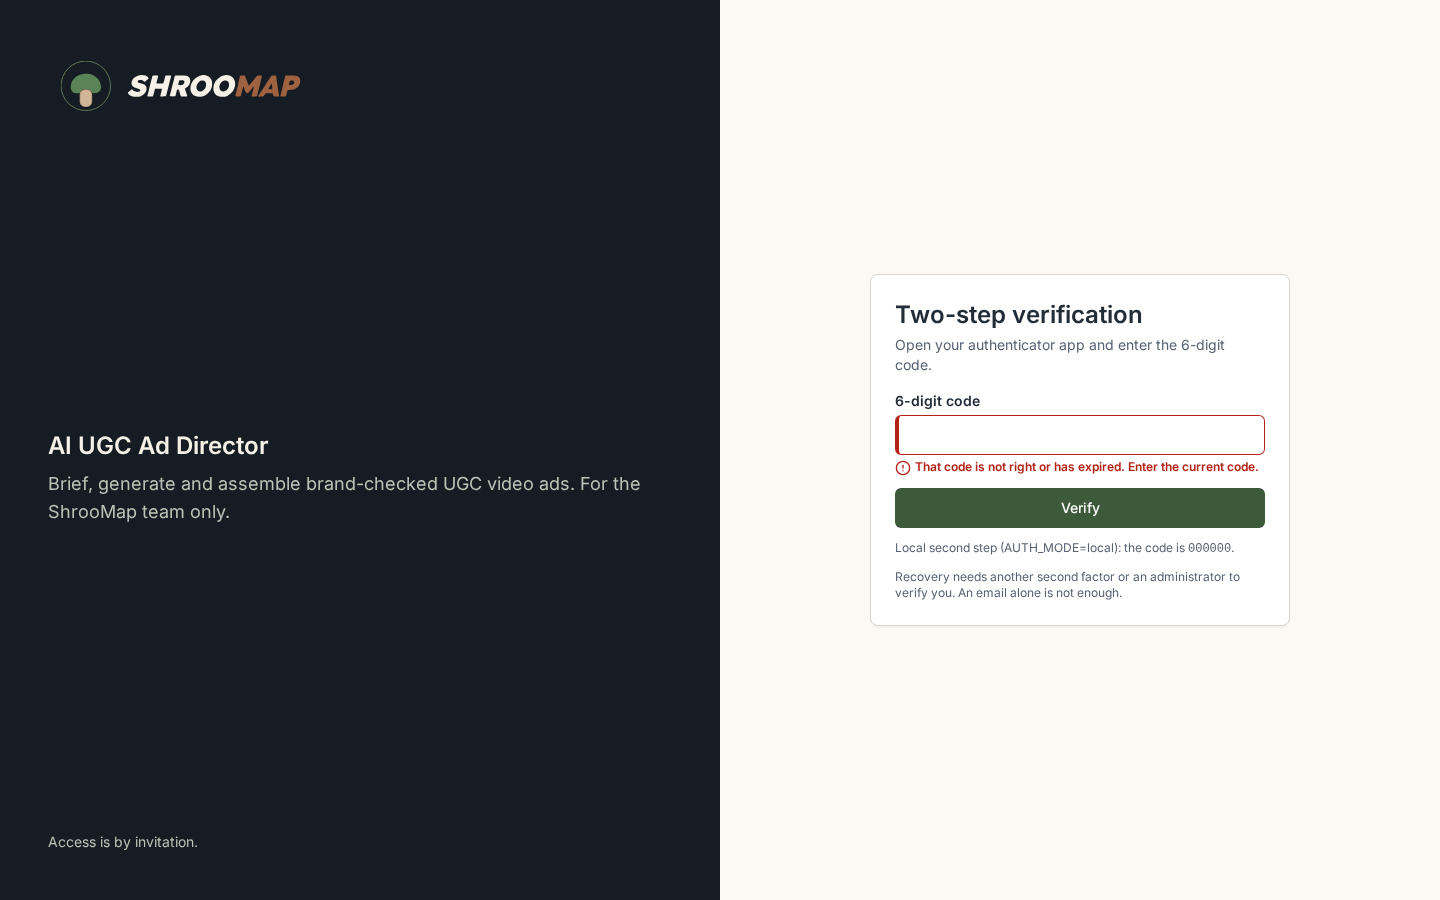 SHROOMAP
AI UGC Ad Director
Brief, generate and assemble brand-checked UGC video ads. For the
ShrooMap team only.
Access is by invitation.
Two-step verification
Open your authenticator app and enter the 6-digit
code.
6-digit code
That code is not right or has expired. Enter the current code.
Verify
Local second step (AUTH_MODE=local): the code is 000000.
Recovery needs another second factor or an administrator to
verify you. An email alone is not enough.